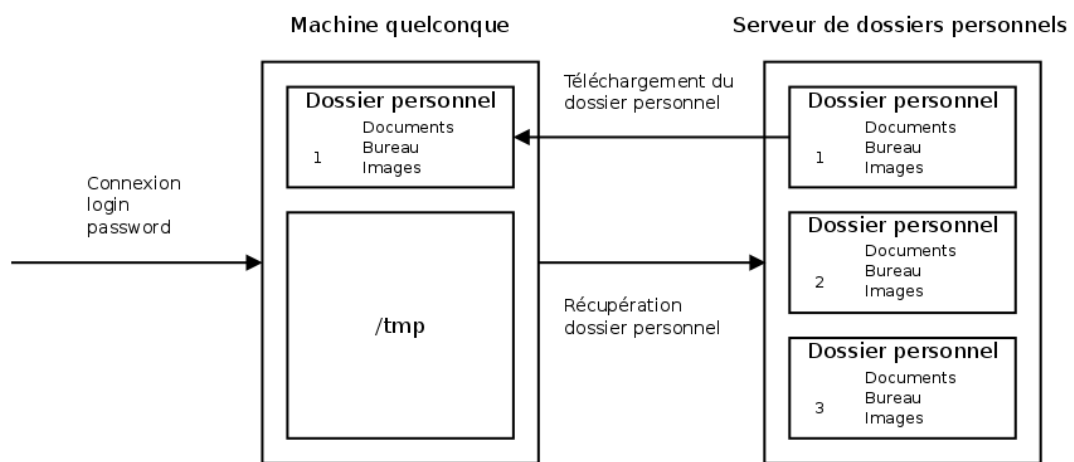 Machine quelconque
Serveur de dossiers personnels
Connexion
login
password
Dossier personnel
Documents
Bureau
1
Images
/tmp
Téléchargement du
dossier personnel
Récupération
dossier personnel
Dossier personnel
Documents
Bureau
1
Images
Dossier personnel
Documents
Bureau
2
Images
Dossier personnel
Documents
Bureau
3
Images